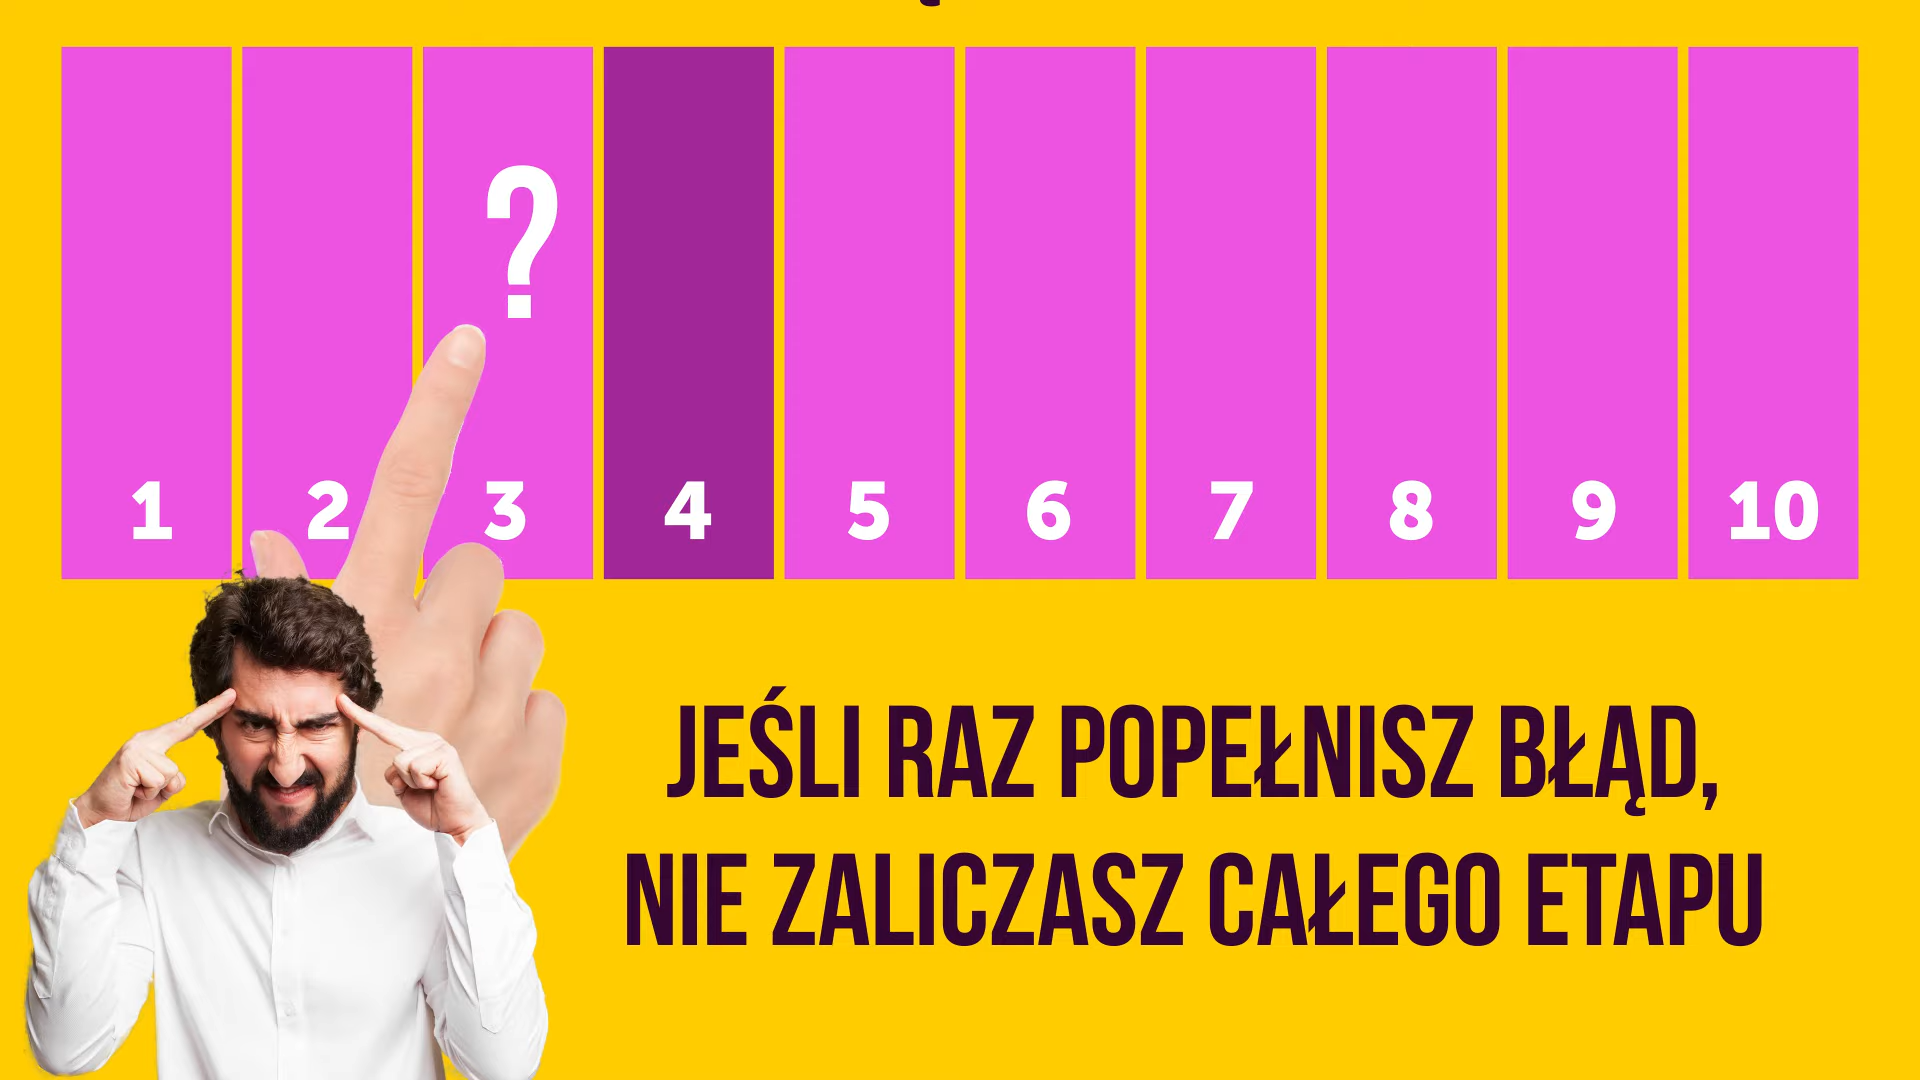 ?
1 2 3 4 5 6 7 8 9 10
JEŚLI RAZ POPEŁNISZ BŁĄD,
NIE ZALICZASZ CAŁEGO ETAPU